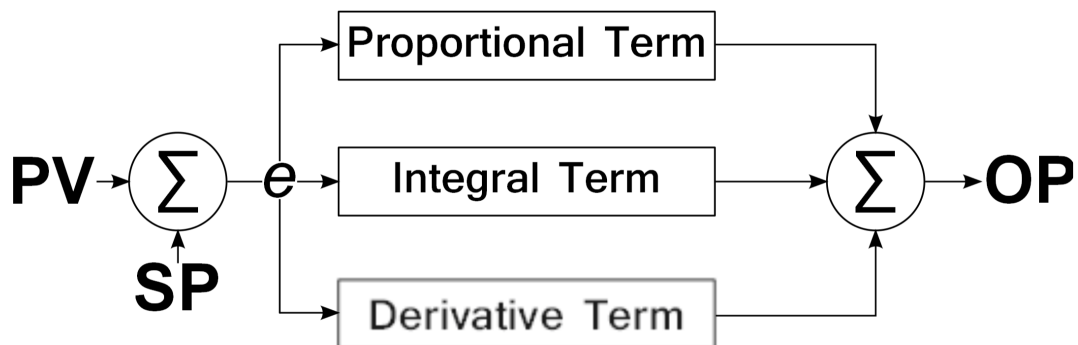 Proportional Term
PV
Σ
e
Integral Term
Σ
OP
SP
Derivative Term